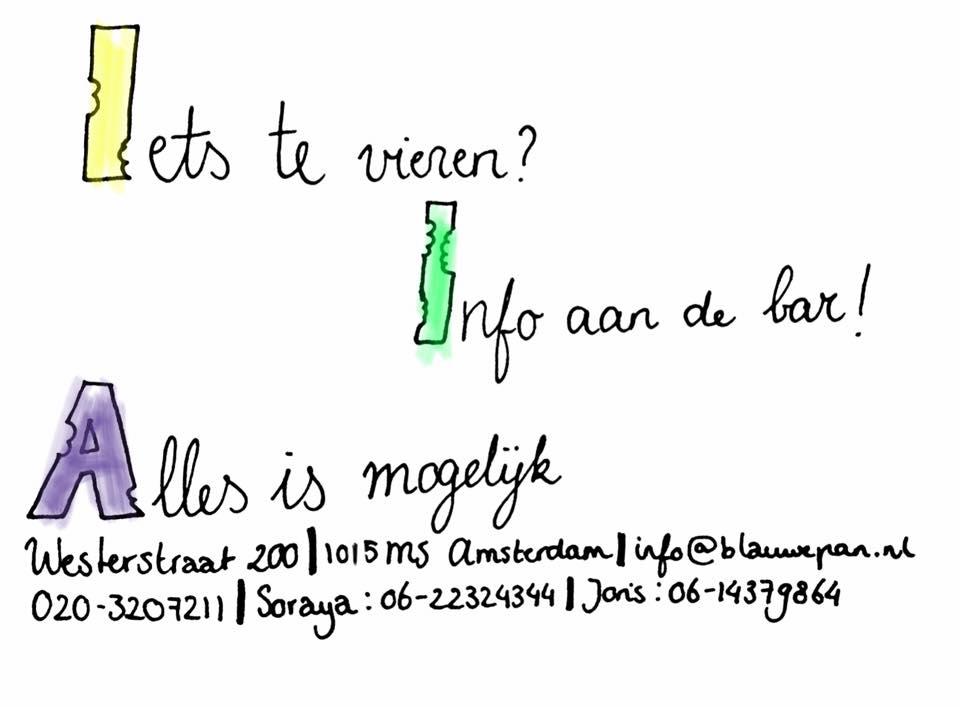 Iets te vieren?
Info aan de bar!
Alles is mogelijk
Westerstraat 200 | 1015 MS Amsterdam | info@blauwepan.nl
020-3207211 | Soraya: 06-22324344 | Joris: 06-14379864